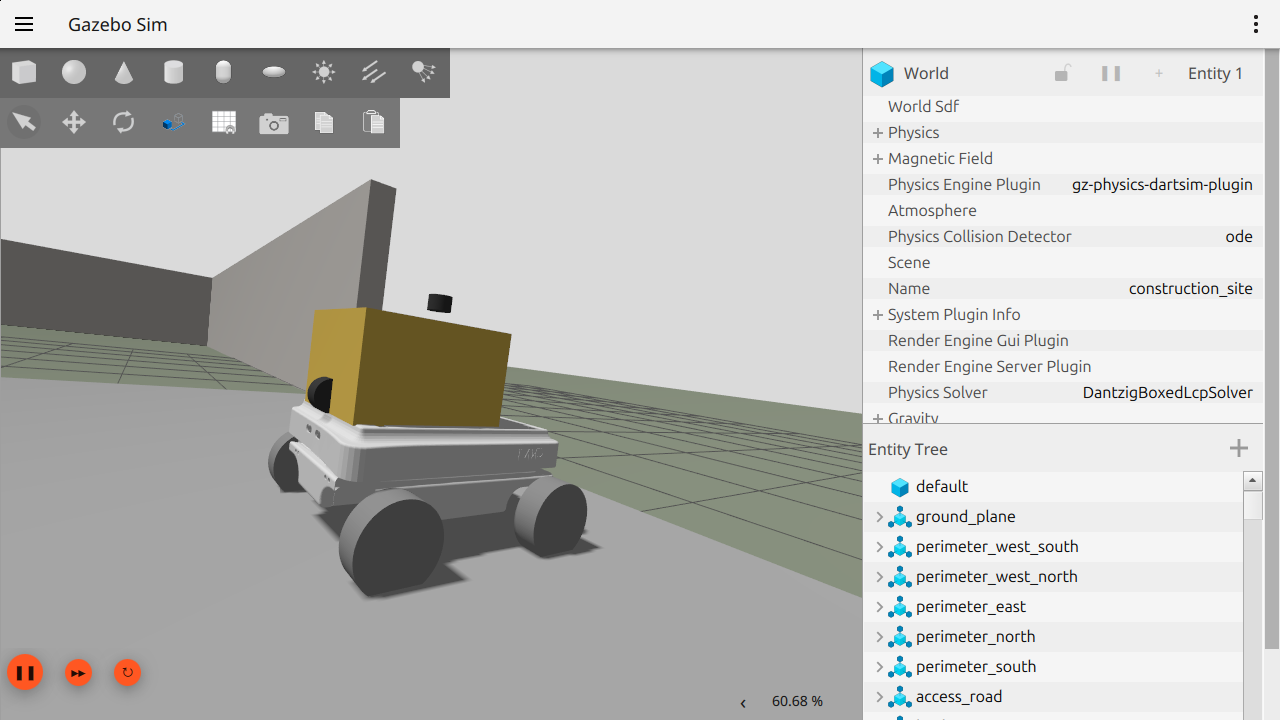 Gazebo Sim
World
Entity 1
World Sdf
Physics
Magnetic Field
Physics Engine Plugin gz-physics-dartsim-plugin
Atmosphere
Physics Collision Detector ode
Scene
Name construction_site
System Plugin Info
Render Engine Gui Plugin
Render Engine Server Plugin
Physics Solver DantzigBoxedLcpSolver
Gravity
Entity Tree
default
ground_plane
perimeter_west_south
perimeter_west_north
perimeter_east
perimeter_north
perimeter_south
access_road
60.68 %